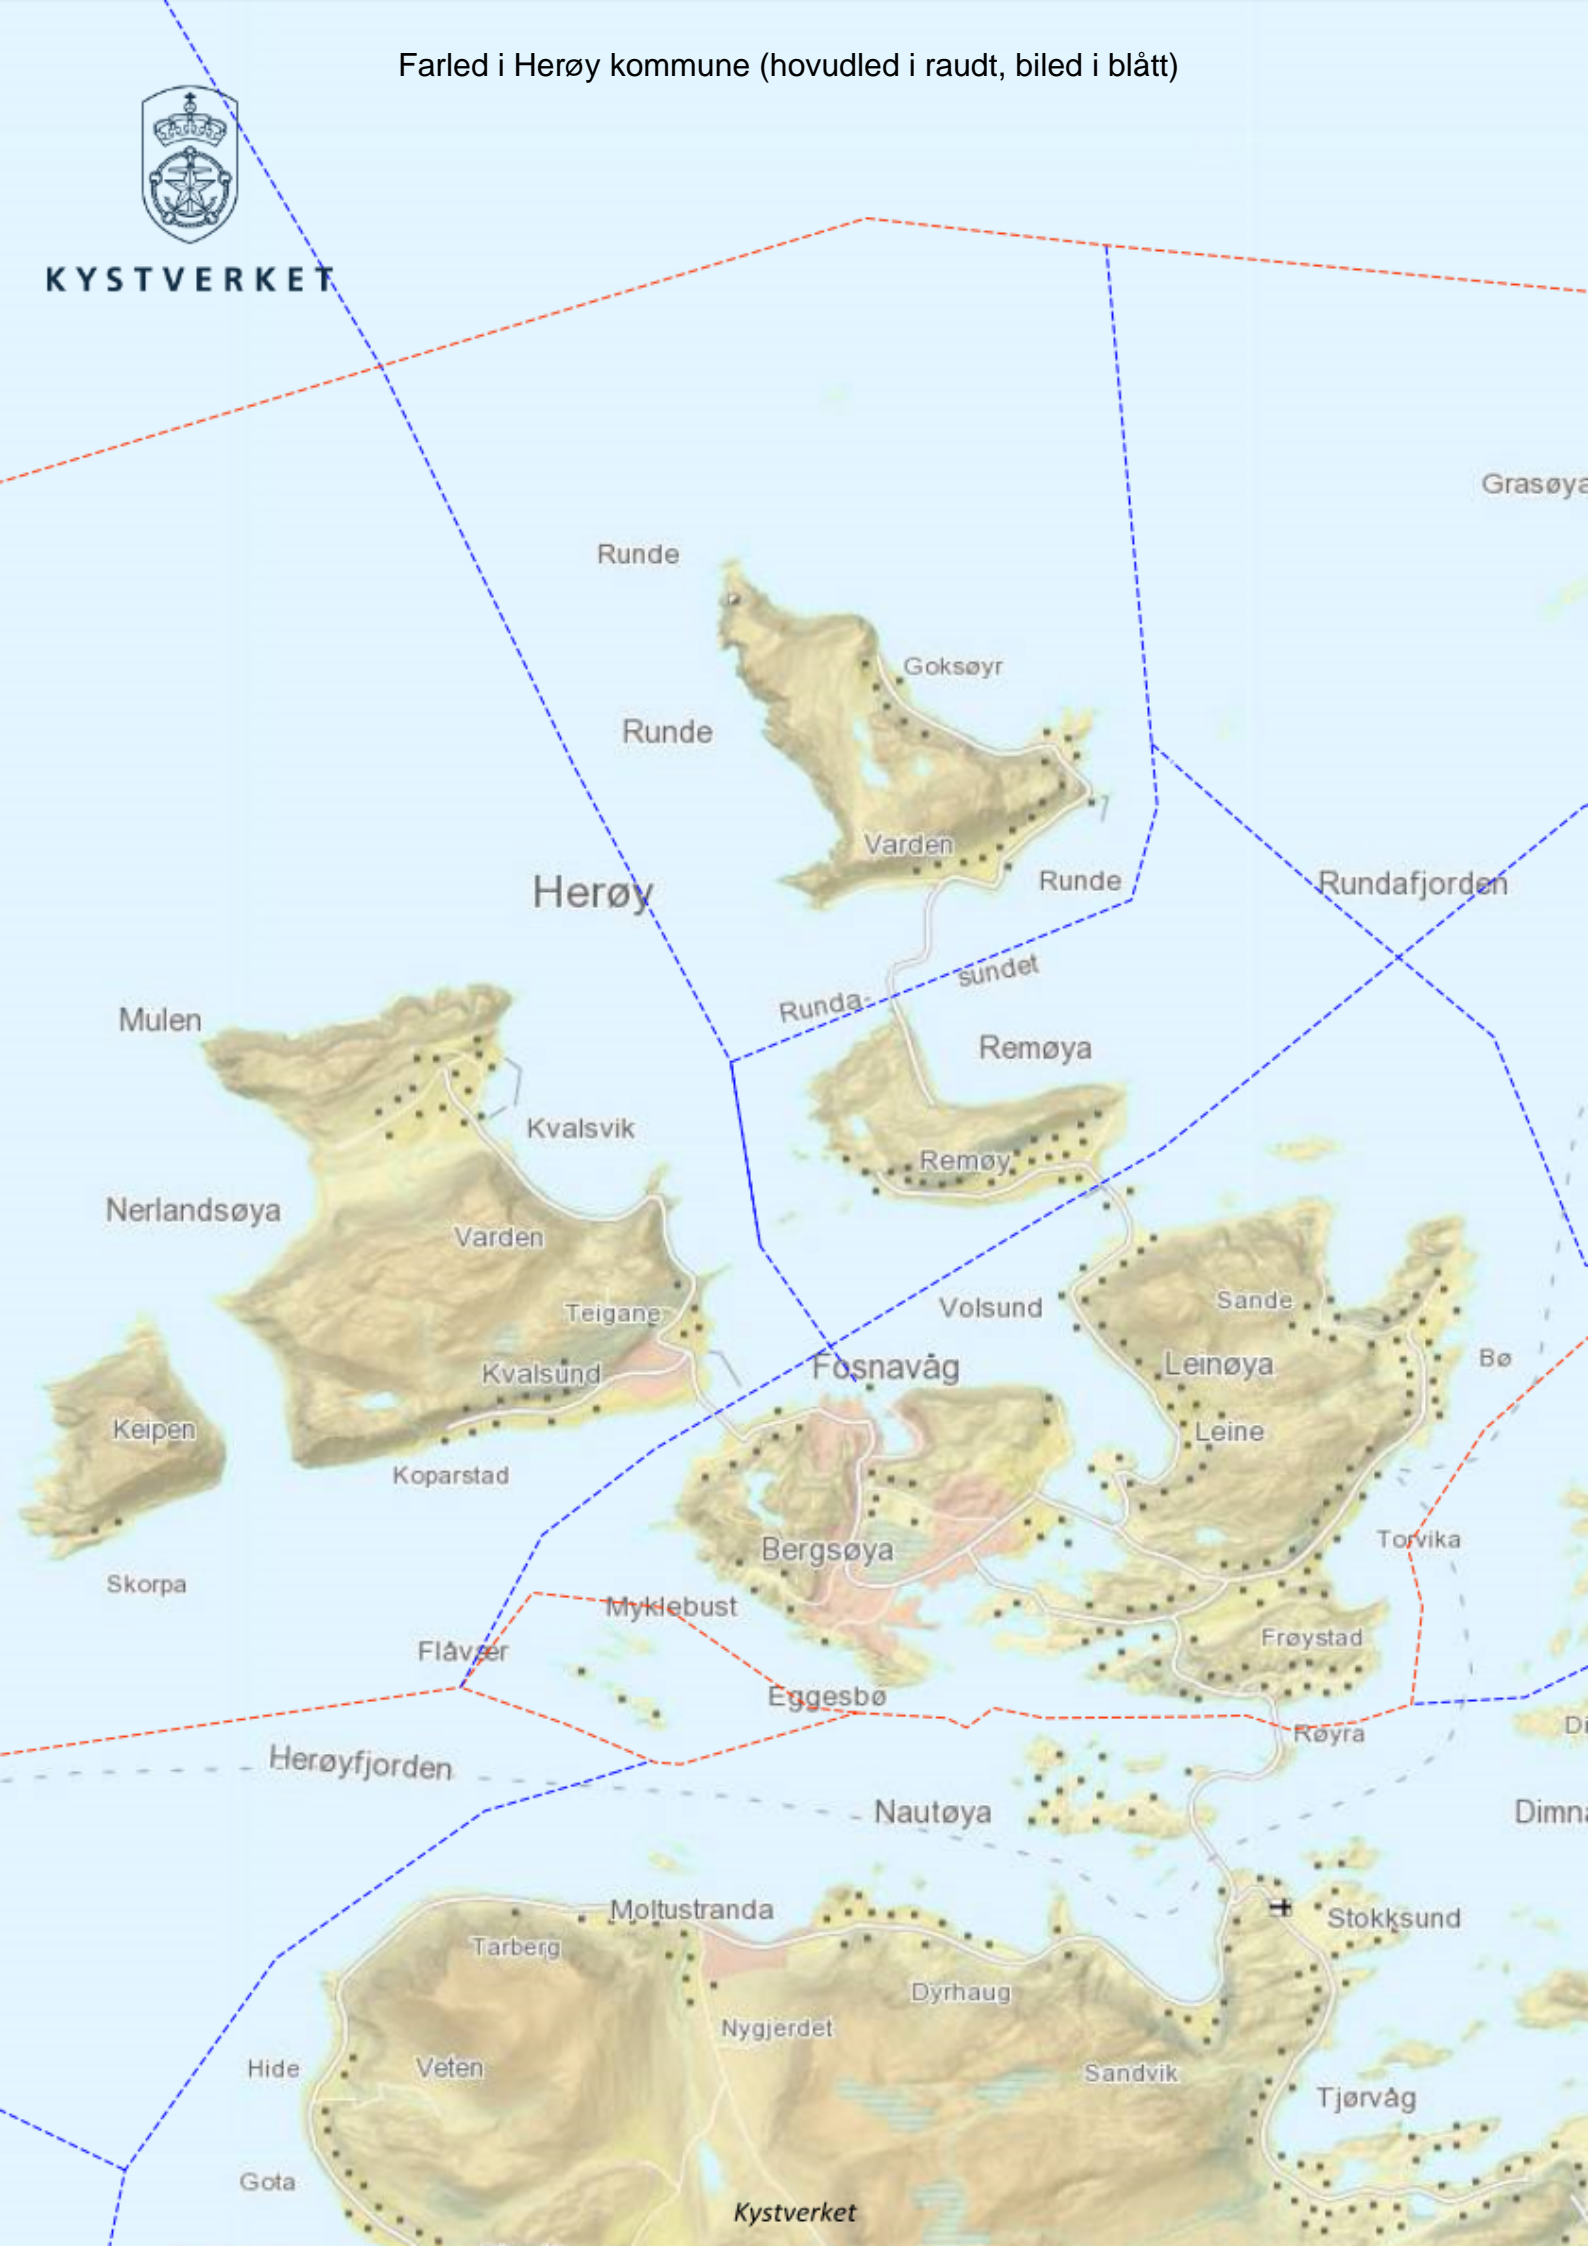 Farled i Herøy kommune (hovudled i raudt, biled i blått)
KYSTVERKET
Grasøya
Runde
Goksøyr
Runde
Varden
Runde
Rundafjorden
Herøy
sundet
Runda-
Mulen
Remøya
Kvalsvik
Remøy
Nerlandsøya
Varden
Teigane
Volsund
Sande
Fosnavåg
Leinøya
Bø
Kvalsund
Keipen
Leine
Koparstad
Torvika
Bergsøya
Skorpa
Myklebust
Frøystad
Flåvær
Eggesbø
Røyra
Di
Herøyfjorden
Nautøya
Dimna
Moltustranda
Stokksund
Tarberg
Dyrhaug
Nygjerdet
Hide
Veten
Sandvik
Tjørvåg
Gota
Kystverket